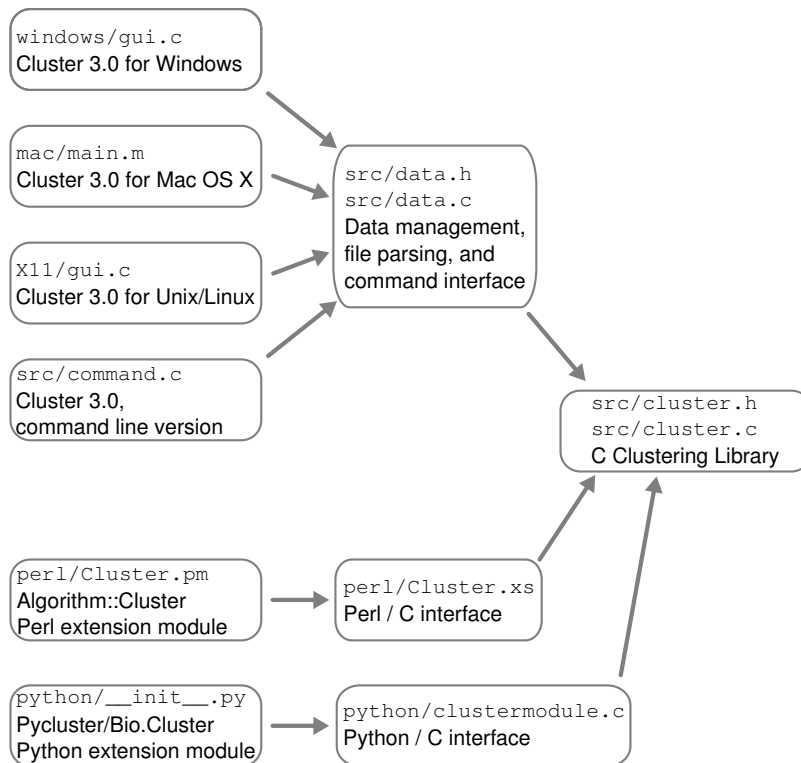 windows/gui.c
Cluster 3.0 for Windows
mac/main.m
Cluster 3.0 for Mac OS X
X11/gui.c
Cluster 3.0 for Unix/Linux
src/command.c
Cluster 3.0,
command line version
src/data.h
src/data.c
Data management,
file parsing, and
command interface
src/cluster.h
src/cluster.c
C Clustering Library
perl/Cluster.pm
Algorithm::Cluster
Perl extension module
perl/Cluster.xs
Perl / C interface
python/__init__.py
Pycluster/Bio.Cluster
Python extension module
python/clustermodule.c
Python / C interface